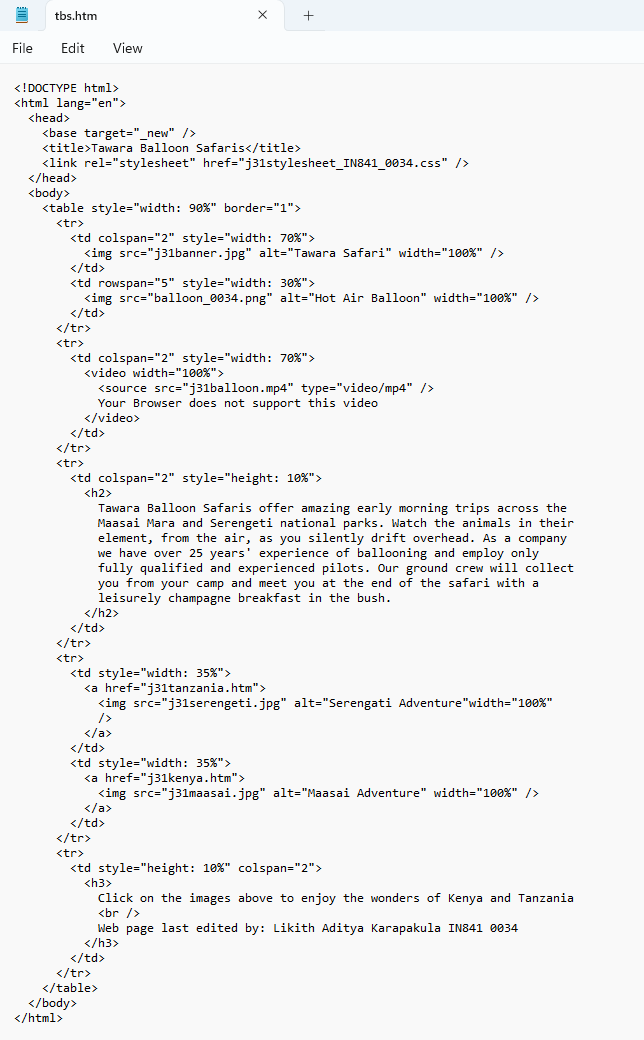 tbs.htm
File Edit View
<!DOCTYPE html>
<html lang="en">
  <head>
    <base target="_new" />
    <title>Tawara Balloon Safaris</title>
    <link rel="stylesheet" href="j31stylesheet_IN841_0034.css" />
  </head>
  <body>
    <table style="width: 90%" border="1">
      <tr>
        <td colspan="2" style="width: 70%">
          <img src="j31banner.jpg" alt="Tawara Safari" width="100%" />
        </td>
        <td rowspan="5" style="width: 30%">
          <img src="balloon_0034.png" alt="Hot Air Balloon" width="100%" />
        </td>
      </tr>
      <tr>
        <td colspan="2" style="width: 70%">
          <video width="100%">
            <source src="j31balloon.mp4" type="video/mp4" />
            Your Browser does not support this video
          </video>
        </td>
      </tr>
      <tr>
        <td colspan="2" style="height: 10%">
          <h2>
            Tawara Balloon Safaris offer amazing early morning trips across the
            Maasai Mara and Serengeti national parks. Watch the animals in their
            element, from the air, as you silently drift overhead. As a company
            we have over 25 years' experience of ballooning and employ only
            fully qualified and experienced pilots. Our ground crew will collect
            you from your camp and meet you at the end of the safari with a
            leisurely champagne breakfast in the bush.
          </h2>
        </td>
      </tr>
      <tr>
        <td style="width: 35%">
          <a href="j31tanzania.htm">
            <img src="j31serengeti.jpg" alt="Serengati Adventure"width="100%"
            />
          </a>
        </td>
        <td style="width: 35%">
          <a href="j31kenya.htm">
            <img src="j31maasai.jpg" alt="Maasai Adventure" width="100%" />
          </a>
        </td>
      </tr>
      <tr>
        <td style="height: 10%" colspan="2">
          <h3>
            Click on the images above to enjoy the wonders of Kenya and Tanzania
            <br />
            Web page last edited by: Likith Aditya Karapakula IN841 0034
          </h3>
        </td>
      </tr>
    </table>
  </body>
</html>